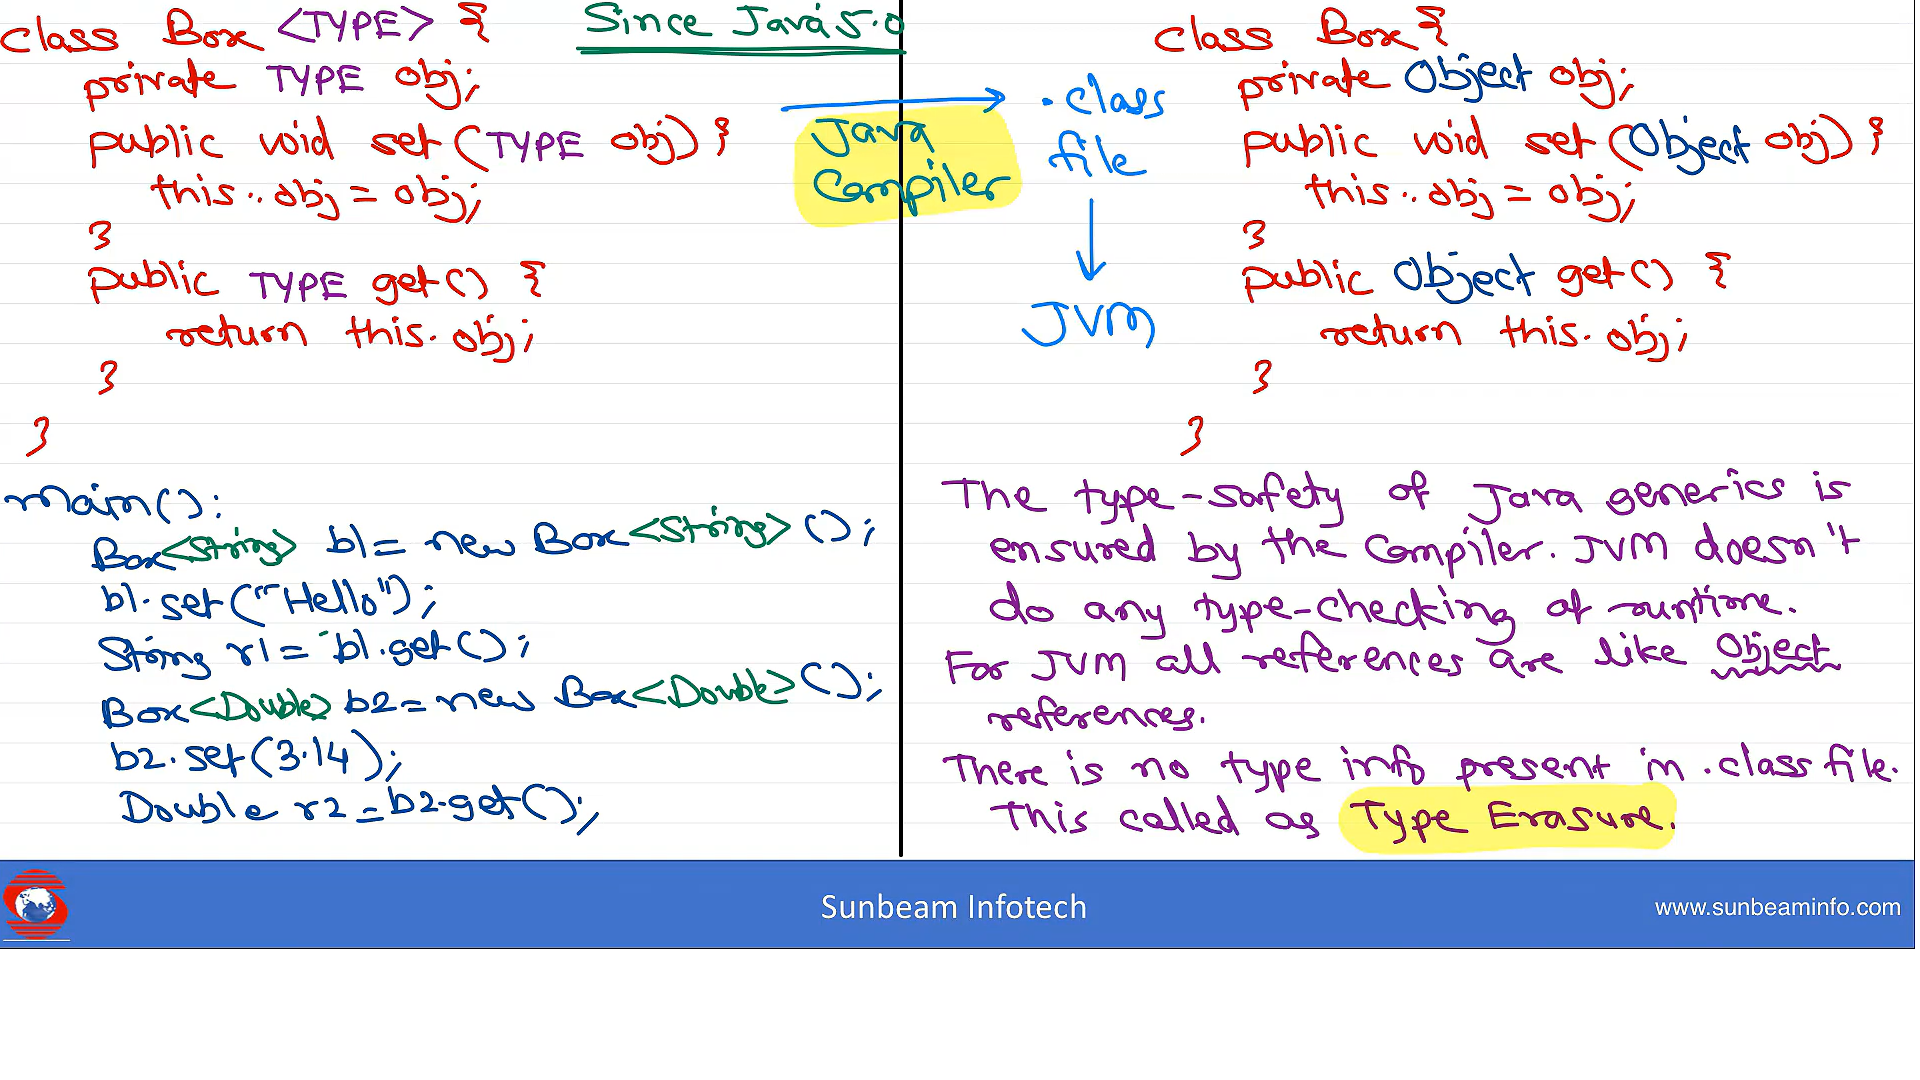 class Box <TYPE> {
private TYPE obj;
public void set(TYPE obj) {
this.obj = obj;
}
public TYPE get() {
return this.obj;
}
}
main():
Box<String> b1 = new Box<String>();
b1.set("Hello");
String r1 = b1.get();
Box<Double> b2 = new Box<Double>();
b2.set(3.14);
Double r2 = b2.get();
Since Java 5.0
Java
Compiler
.class
file
JVM
class Box {
private Object obj;
public void set(Object obj) {
this.obj = obj;
}
public Object get() {
return this.obj;
}
}
The type-safety of Java generics is
ensured by the compiler. JVM doesn't
do any type-checking at runtime.
For JVM all references are like Object
references.
There is no type info present in .class file.
This called as Type Erasure.
Sunbeam Infotech
www.sunbeaminfo.com